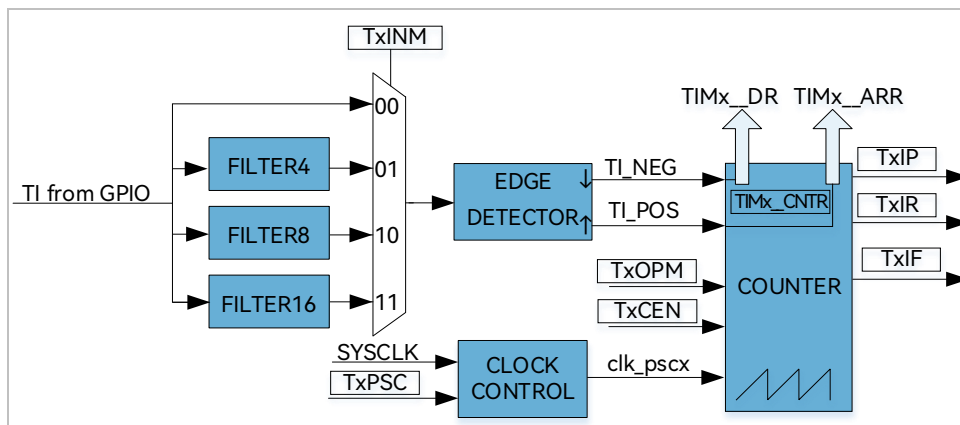 TxINM
TIMx__DR
TIMx__ARR
00
FILTER4
01
TI from GPIO
FILTER8
10
FILTER16
11
EDGE
DETECTOR
↓
↑
TI_NEG
TI_POS
TIMx__CNTR
TxIP
TxIR
TxIF
TxOPM
TxCEN
COUNTER
SYSCLK
TxPSC
CLOCK
CONTROL
clk_pscx